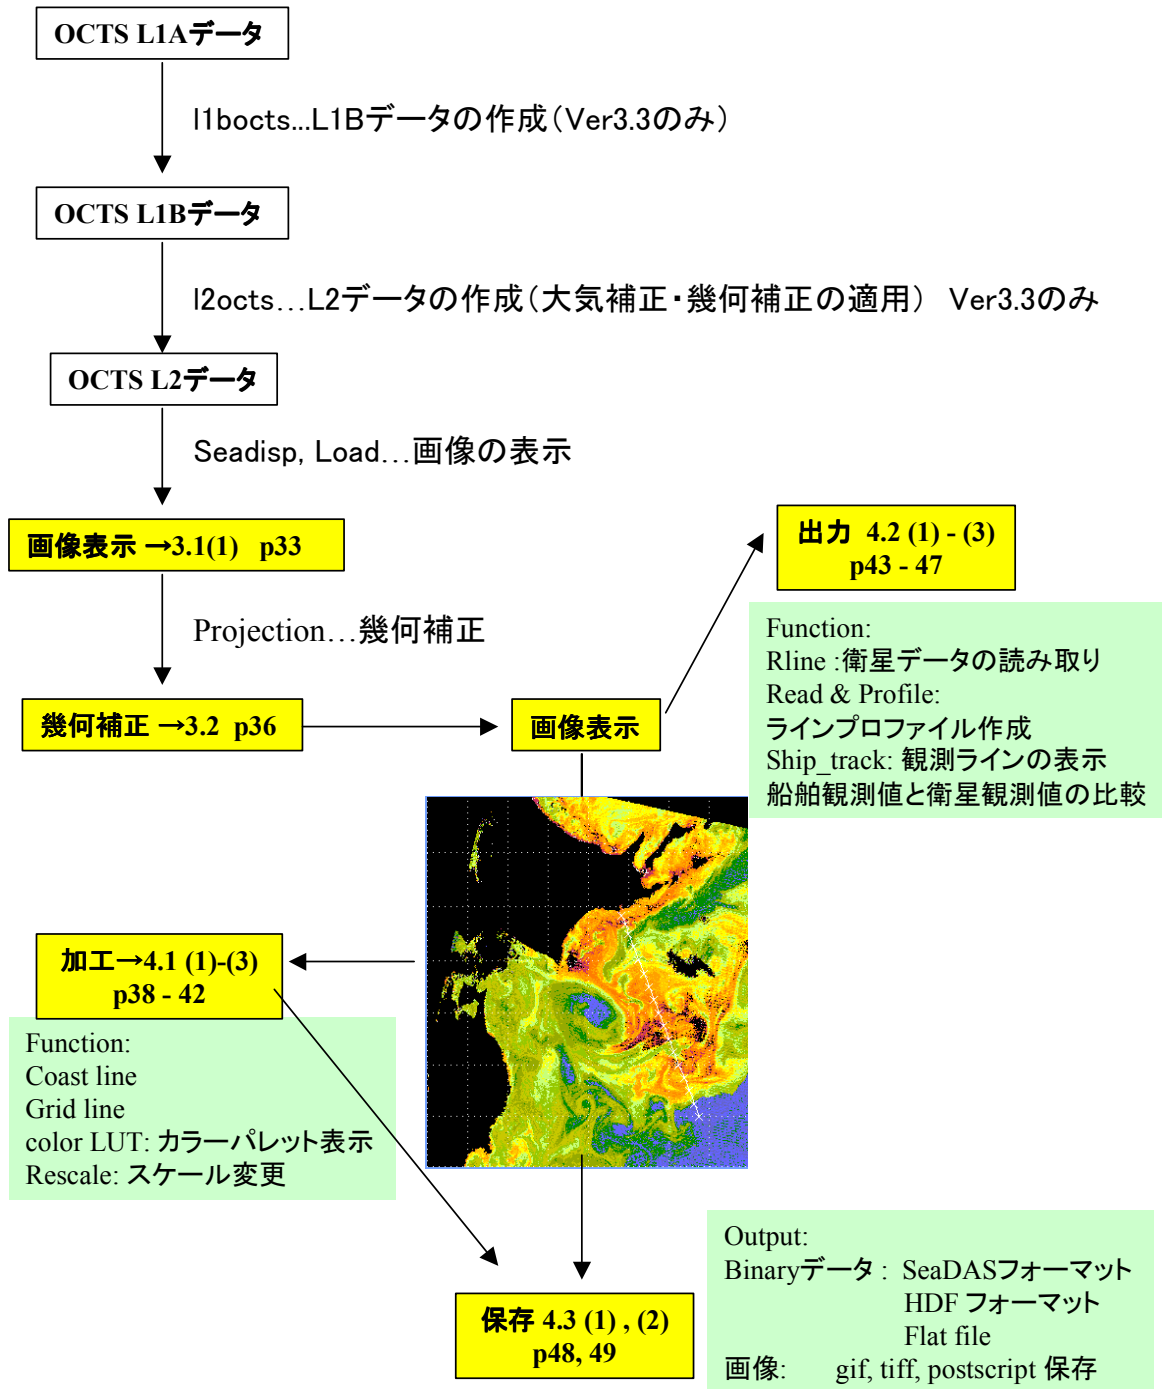 OCTS L1Aデータ
l1bocts...L1Bデータの作成（Ver3.3のみ）
OCTS L1Bデータ
l2octs…L2データの作成（大気補正・幾何補正の適用） Ver3.3のみ
OCTS L2データ
Seadisp, Load…画像の表示
画像表示 →3.1(1) p33
Projection…幾何補正
幾何補正 →3.2 p36
画像表示
出力 4.2 (1) - (3)
p43 - 47
Function:
Rline :衛星データの読み取り
Read & Profile:
ラインプロファイル作成
Ship_track: 観測ラインの表示
船舶観測値と衛星観測値の比較
加工→4.1 (1)-(3)
p38 - 42
Function:
Coast line
Grid line
color LUT: カラーパレット表示
Rescale: スケール変更
保存 4.3 (1) , (2)
p48, 49
Output:
Binaryデータ : SeaDASフォーマット
HDF フォーマット
Flat file
画像: gif, tiff, postscript 保存